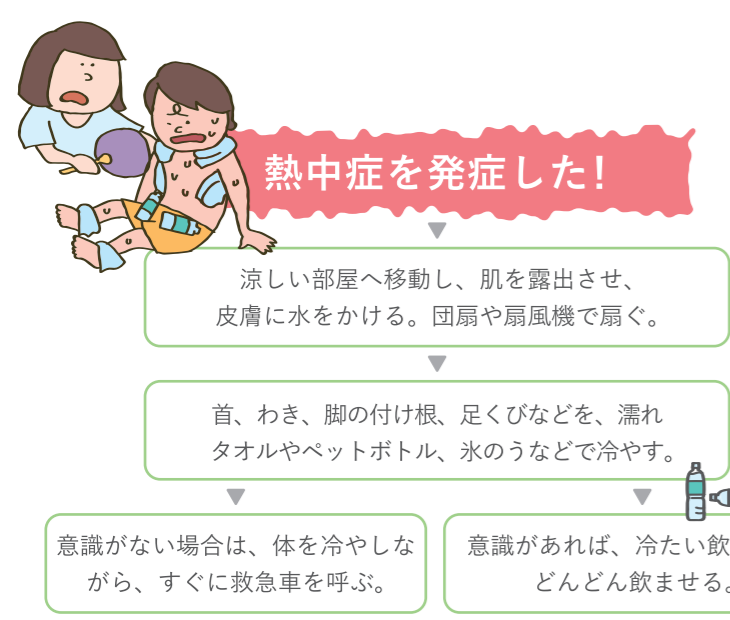 熱中症を発症した!
涼しい部屋へ移動し、肌を露出させ、
皮膚に水をかける。団扇や扇風機で扇ぐ。
首、わき、脚の付け根、足くびなどを、濡れ
タオルやペットボトル、氷のうなどで冷やす。
意識がない場合は、体を冷やしな
がら、すぐに救急車を呼ぶ。
意識があれば、冷たい飲
どんどん飲ませる。